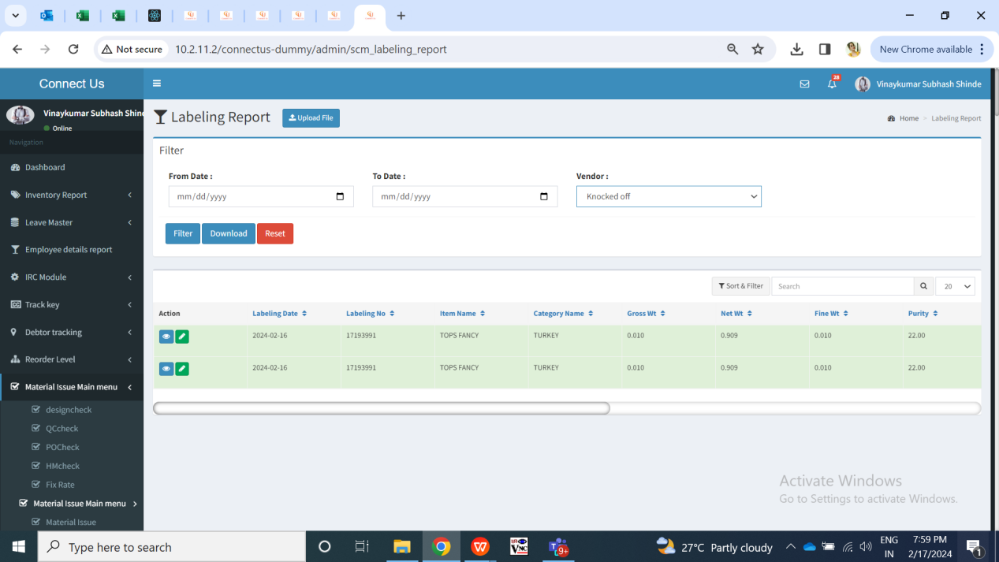 Not secure
10.2.11.2/connectus-dummy/admin/scm_labeling_report
New Chrome available
Connect Us
28
Vinaykumar Subhash Shinde
Vinaykumar Subhash Shind
Online
Navigation
Dashboard
Inventory Report
Leave Master
Employee details report
IRC Module
Track key
Debtor tracking
Reorder Level
Material Issue Main menu
designcheck
QCcheck
POCheck
HMcheck
Fix Rate
Material Issue Main menu
Material Issue
Labeling Report
Upload File
Home > Labeling Report
Filter
From Date : To Date : Vendor :
mm/dd/yyyy mm/dd/yyyy Knocked off
Filter Download Reset
Sort & Filter Search 20
Action Labeling Date Labeling No Item Name Category Name Gross Wt Net Wt Fine Wt Purity
2024-02-16 17193991 TOPS FANCY TURKEY 0.010 0.909 0.010 22.00
2024-02-16 17193991 TOPS FANCY TURKEY 0.010 0.909 0.010 22.00
Activate Windows
Go to Settings to activate Windows.
Type here to search
9+
27°C Partly cloudy
ENG
IN
7:59 PM
2/17/2024
1